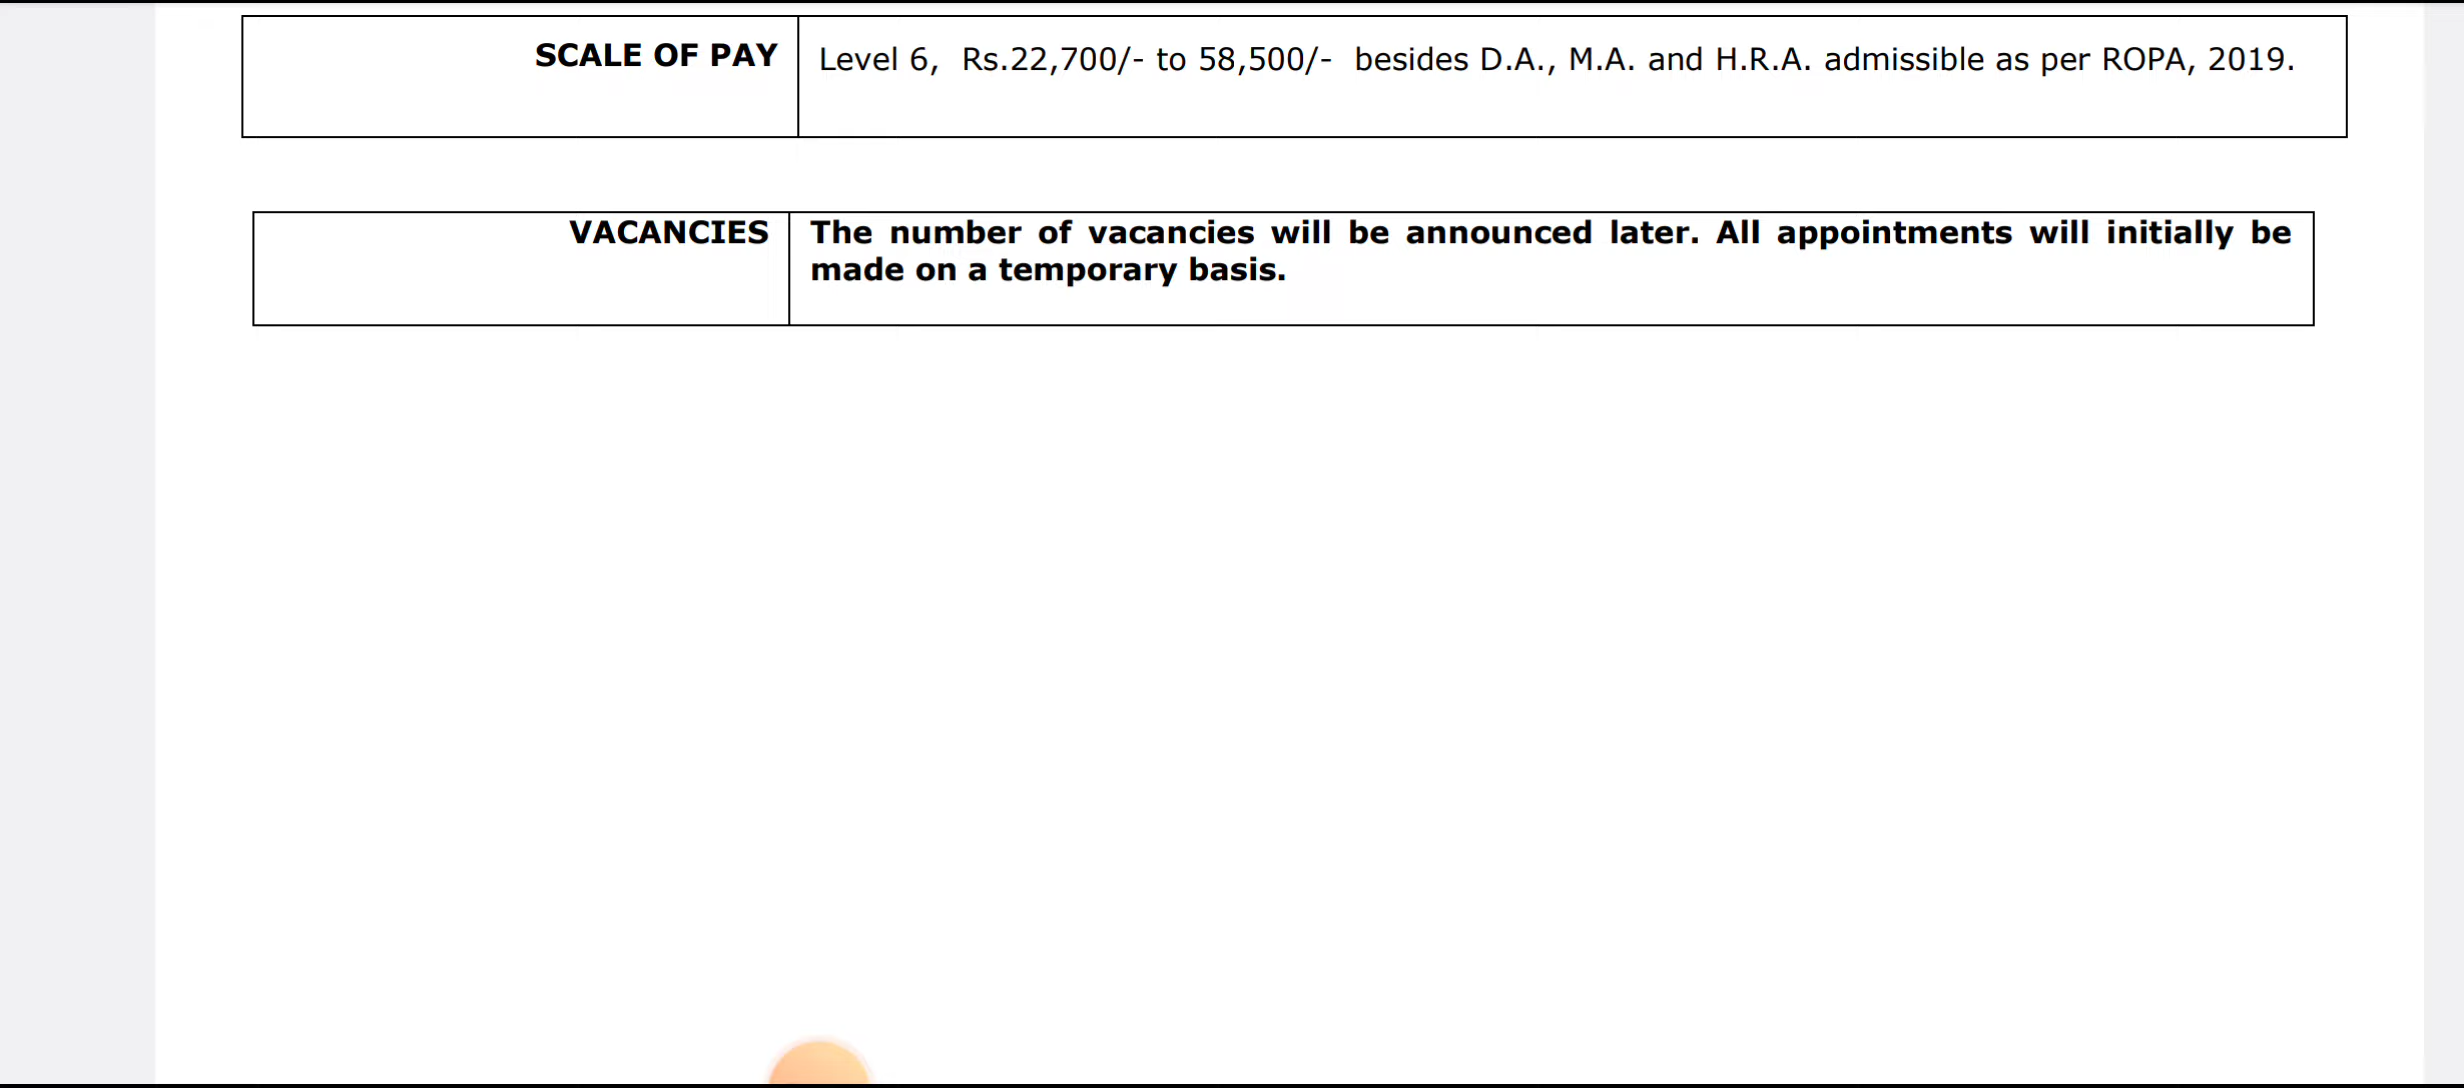 SCALE OF PAY
Level 6, Rs.22,700/- to 58,500/- besides D.A., M.A. and H.R.A. admissible as per ROPA, 2019.
VACANCIES
The number of vacancies will be announced later. All appointments will initially be
made on a temporary basis.